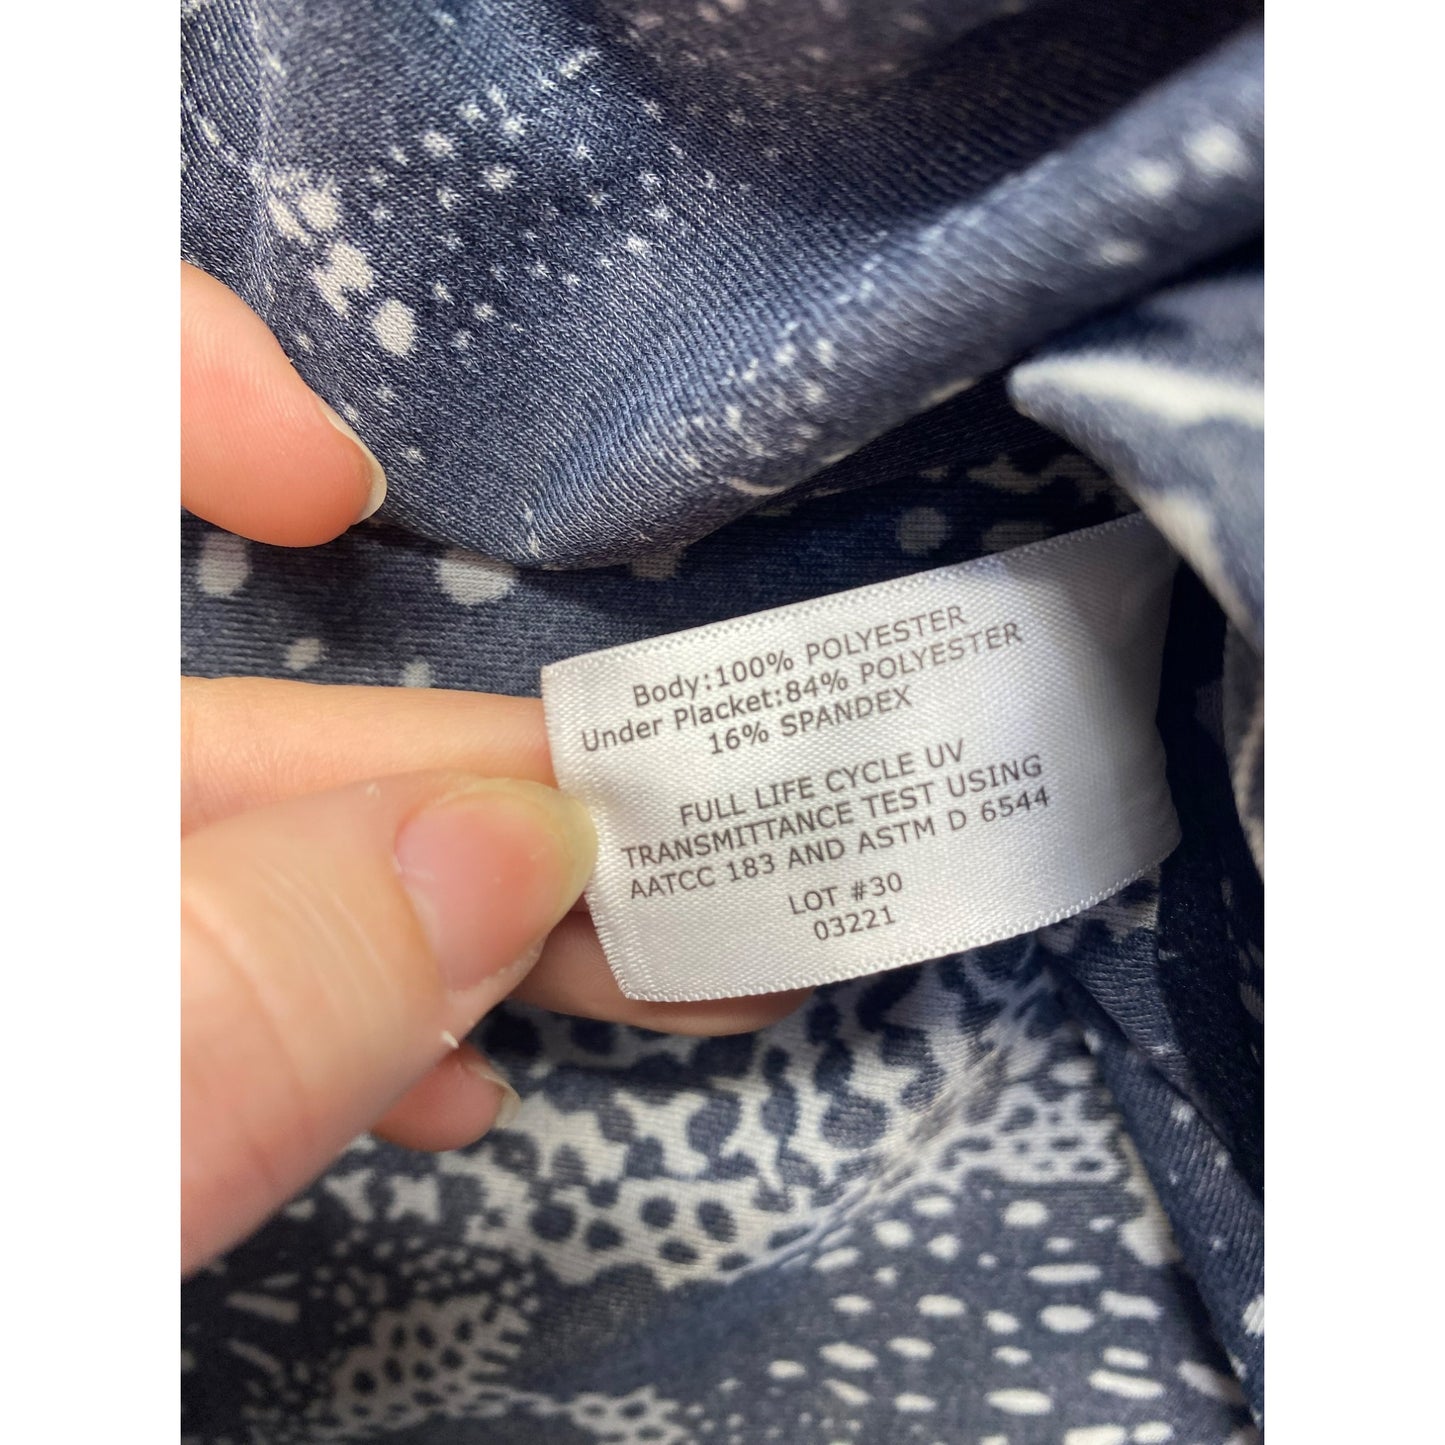 Body:100% POLYESTER
Under Placket:84% POLYESTER
16% SPANDEX
FULL LIFE CYCLE UV
TRANSMITTANCE TEST USING
AATCC 183 AND ASTM D 6544
LOT #30
03221